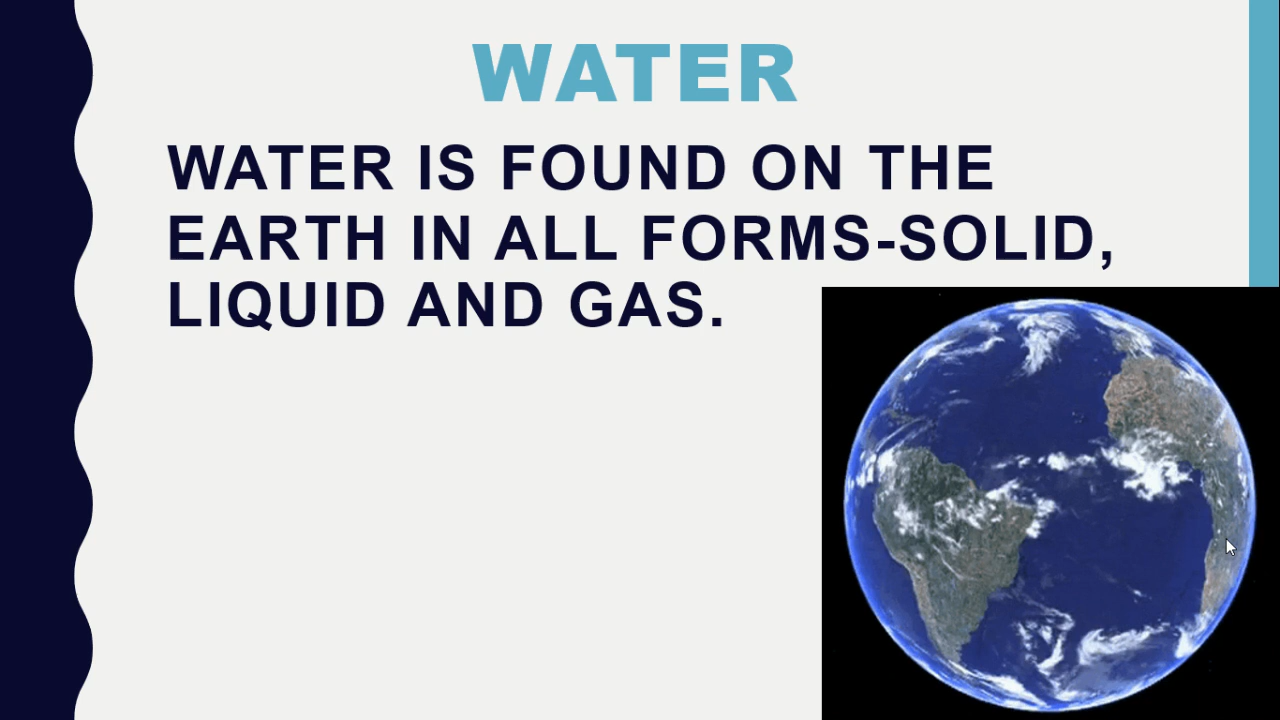 WATER
WATER IS FOUND ON THE
EARTH IN ALL FORMS-SOLID,
LIQUID AND GAS.